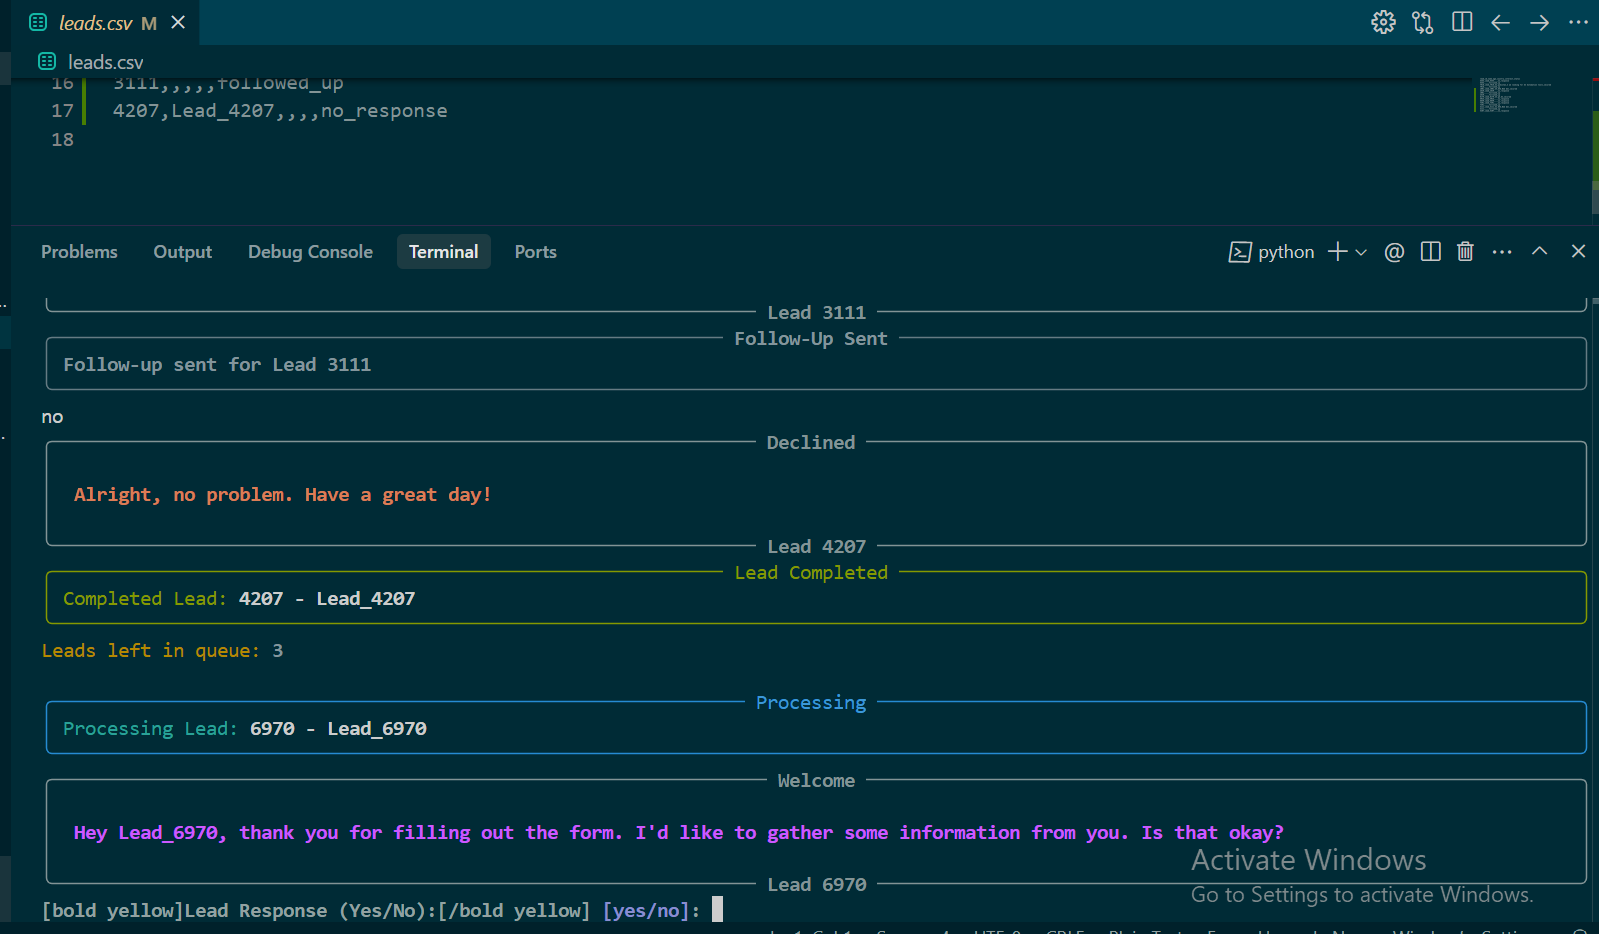 leads.csv M
leads.csv
16 3111,,,,,followed_up
17 4207,Lead_4207,,,,no_response
18
Problems Output Debug Console Terminal Ports python
Lead 3111
Follow-Up Sent
Follow-up sent for Lead 3111
no
Declined
Alright, no problem. Have a great day!
Lead 4207
Lead Completed
Completed Lead: 4207 - Lead_4207
Leads left in queue: 3
Processing
Processing Lead: 6970 - Lead_6970
Welcome
Hey Lead_6970, thank you for filling out the form. I'd like to gather some information from you. Is that okay?
Activate Windows
Lead 6970
Go to Settings to activate Windows.
[bold yellow]Lead Response (Yes/No):[/bold yellow] [yes/no]: